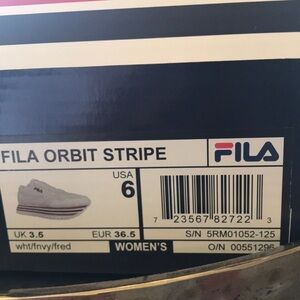 FILA ORBIT STRIPE
FILA
USA
6
7 23567 82722 3
UK 3.5
EUR 36.5
S/N 5RM01052-125
wht/fnvy/fred
WOMEN'S
O/N 00551296